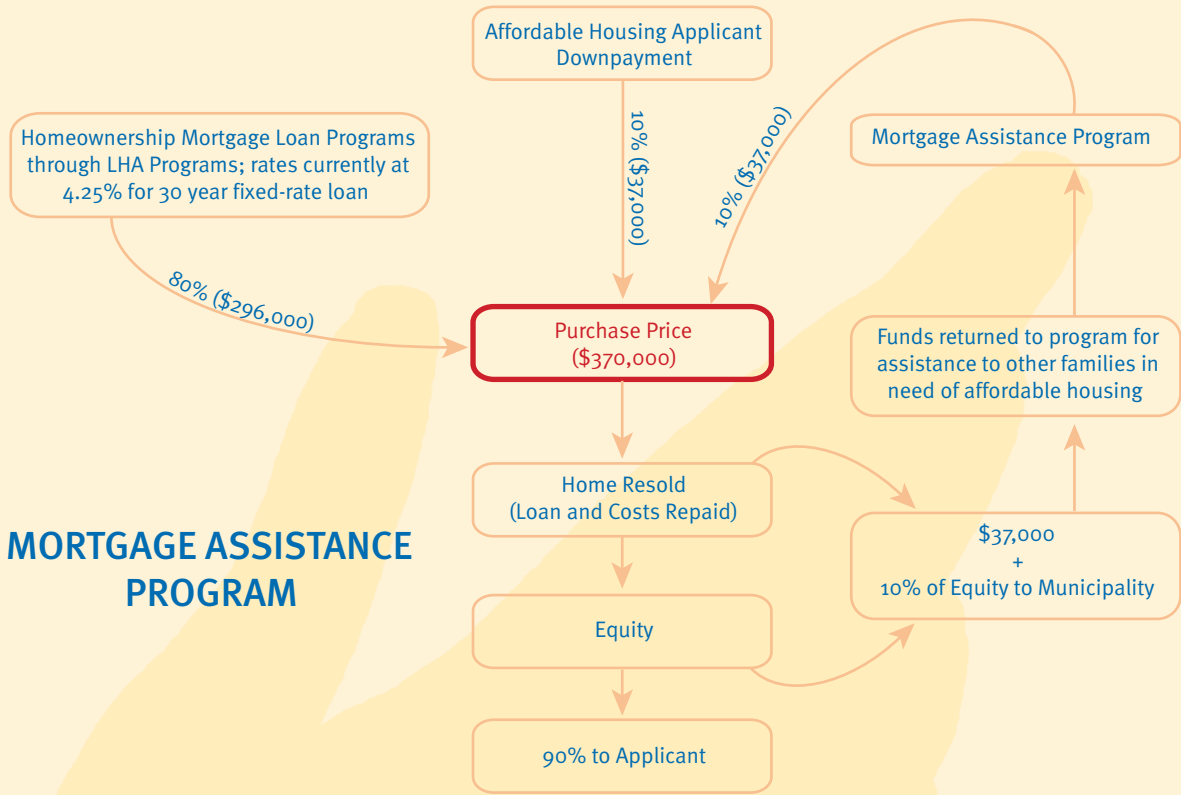 Affordable Housing Applicant
Downpayment
Homeownership Mortgage Loan Programs
through LHA Programs; rates currently at
4.25% for 30 year fixed-rate loan
Mortgage Assistance Program
10% ($37,000)
10% ($37,000)
80% ($296,000)
Purchase Price
($370,000)
Funds returned to program for
assistance to other families in
need of affordable housing
Home Resold
(Loan and Costs Repaid)
$37,000
+
10% of Equity to Municipality
MORTGAGE ASSISTANCE
PROGRAM
Equity
90% to Applicant